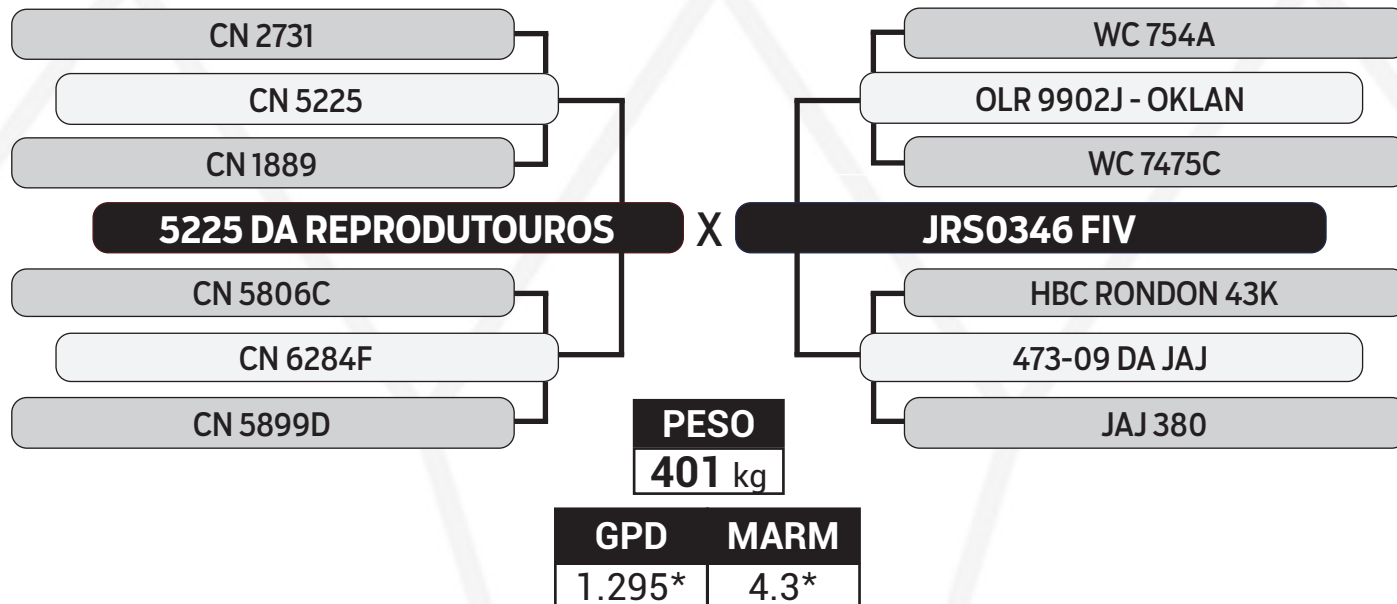 CN 2731
WC 754A
CN 5225
OLR 9902J - OKLAN
CN 1889
WC 7475C
5225 DA REPRODUTOUROS X JRS0346 FIV
CN 5806C
HBC RONDON 43K
CN 6284F
473-09 DA JAJ
CN 5899D
JAJ 380
PESO
401 kg
GPD MARM
1.295* 4.3*